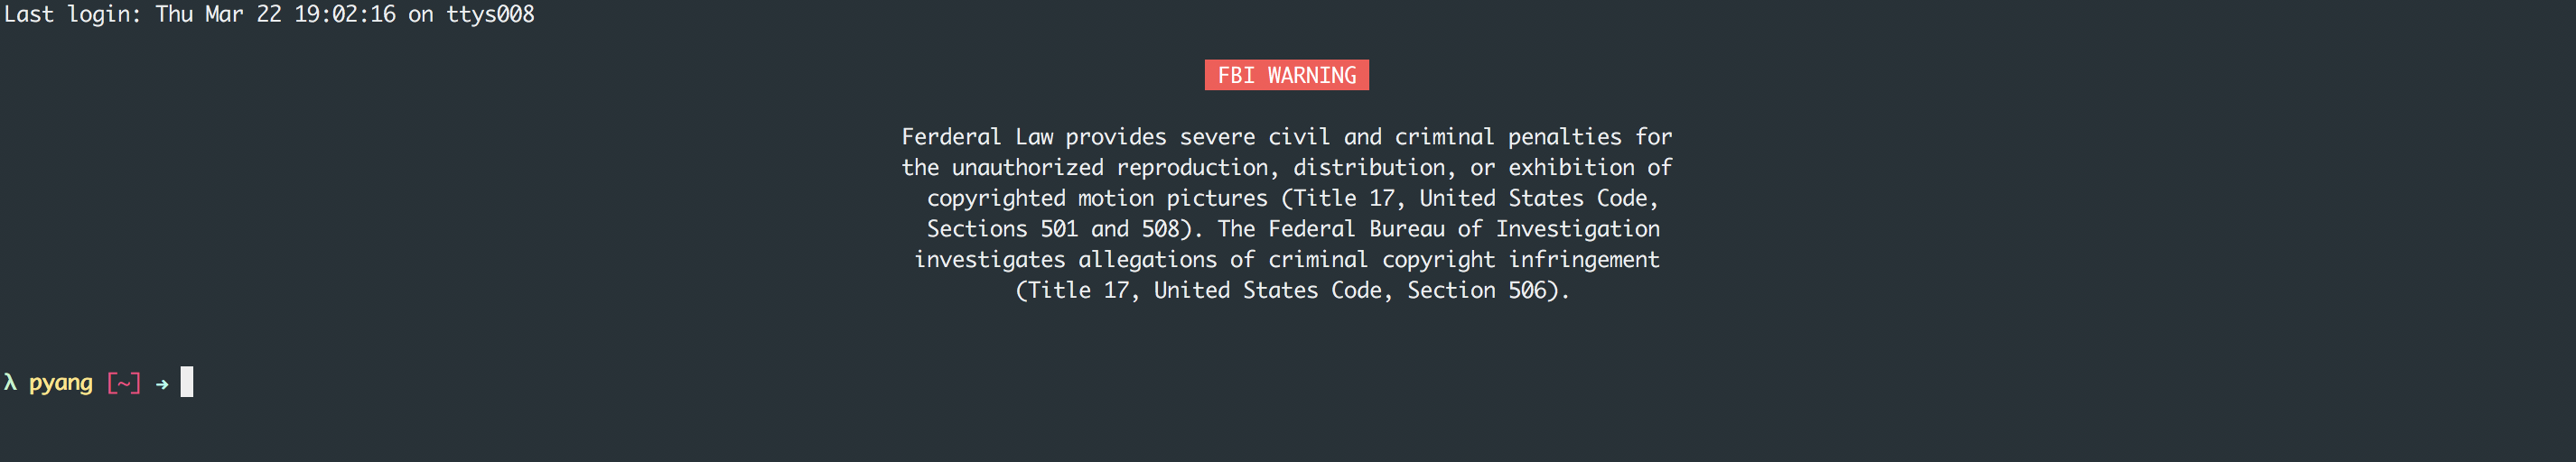 Last login: Thu Mar 22 19:02:16 on ttys008
FBI WARNING
Ferderal Law provides severe civil and criminal penalties for
the unauthorized reproduction, distribution, or exhibition of
copyrighted motion pictures (Title 17, United States Code,
Sections 501 and 508). The Federal Bureau of Investigation
investigates allegations of criminal copyright infringement
(Title 17, United States Code, Section 506).
λ pyang [~] →